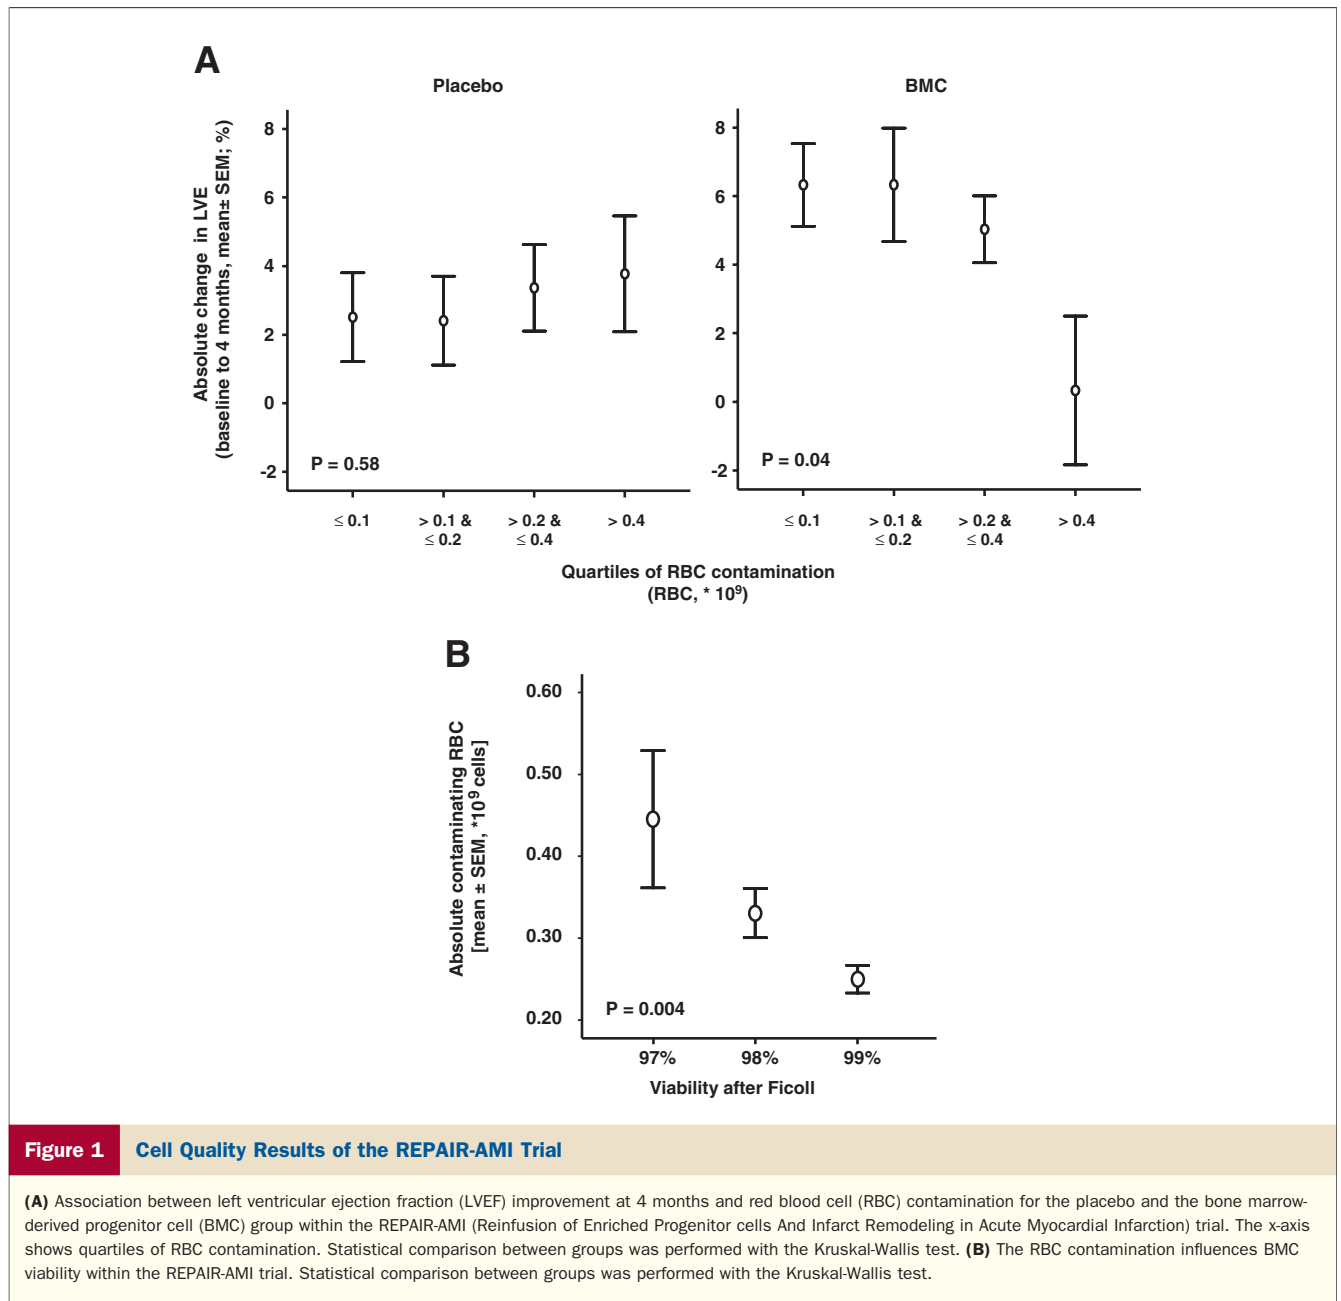 A
Placebo
BMC
Absolute change in LVE
(baseline to 4 months, mean± SEM; %)
8
6
4
2
0
-2
P = 0.58
≤ 0.1
> 0.1 &
≤ 0.2
> 0.2 &
≤ 0.4
> 0.4
8
6
4
2
0
-2
P = 0.04
≤ 0.1
> 0.1 &
≤ 0.2
> 0.2 &
≤ 0.4
> 0.4
Quartiles of RBC contamination
(RBC, * 10⁹)
B
Absolute contaminating RBC
[mean ± SEM, *10⁹ cells]
0.60
0.50
0.40
0.30
0.20
P = 0.004
97%
98%
99%
Viability after Ficoll
Figure 1
Cell Quality Results of the REPAIR-AMI Trial
(A) Association between left ventricular ejection fraction (LVEF) improvement at 4 months and red blood cell (RBC) contamination for the placebo and the bone marrow-
derived progenitor cell (BMC) group within the REPAIR-AMI (Reinfusion of Enriched Progenitor cells And Infarct Remodeling in Acute Myocardial Infarction) trial. The x-axis
shows quartiles of RBC contamination. Statistical comparison between groups was performed with the Kruskal-Wallis test. (B) The RBC contamination influences BMC
viability within the REPAIR-AMI trial. Statistical comparison between groups was performed with the Kruskal-Wallis test.